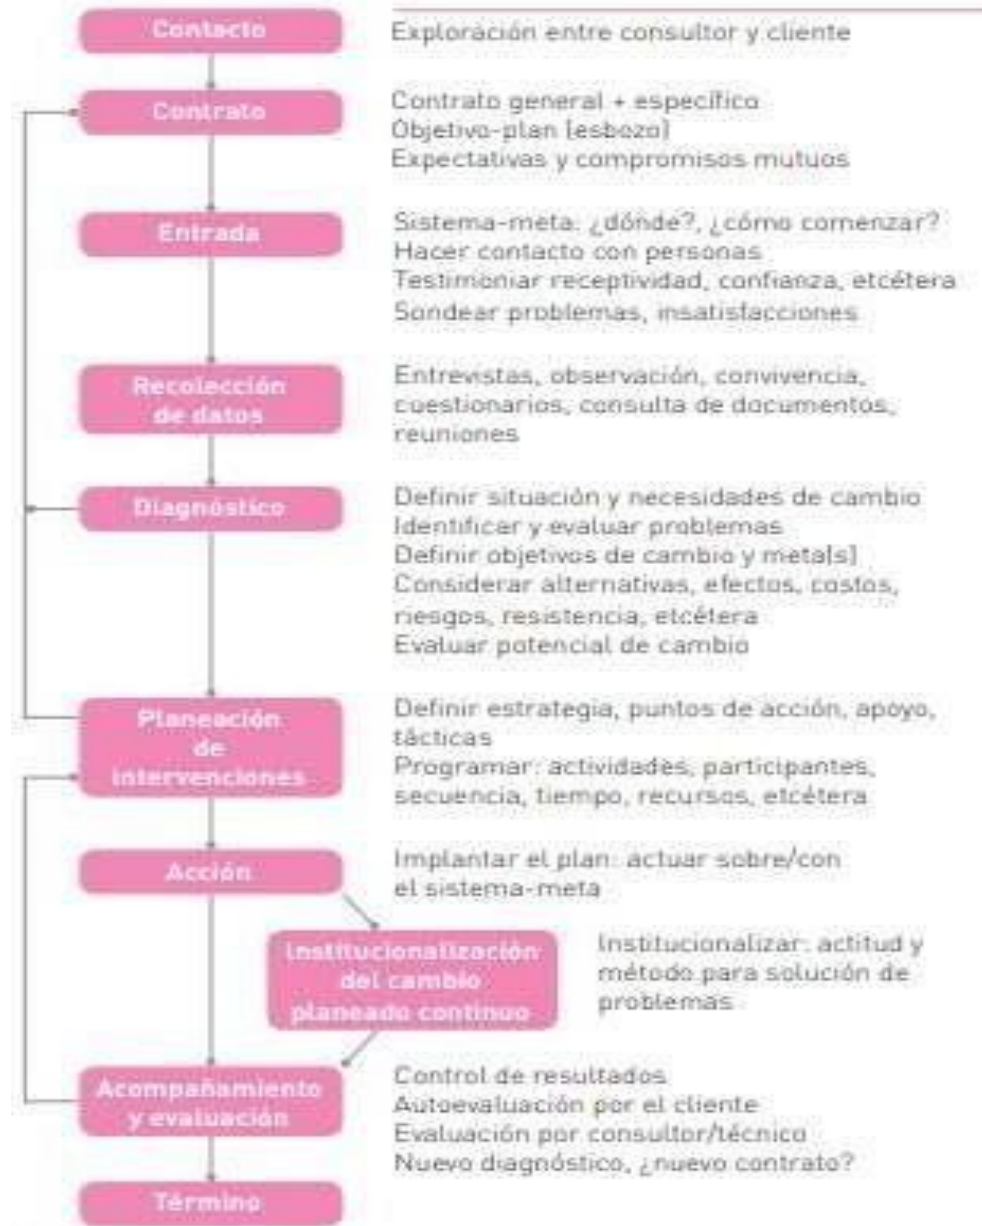 Contacto
Exploración entre consultor y cliente
Contrato
Contrato general + específico
Objetivo-plan [esbozo]
Expectativas y compromisos mutuos
Entrada
Sistema-meta: ¿dónde?, ¿cómo comenzar?
Hacer contacto con personas
Testimoniar receptividad, confianza, etcétera
Sondear problemas, insatisfacciones
Recolección
de datos
Entrevistas, observación, convivencia,
cuestionarios, consulta de documentos,
reuniones
Diagnóstico
Definir situación y necesidades de cambio
Identificar y evaluar problemas
Definir objetivos de cambio y meta[s]
Considerar alternativas, efectos, costos,
riesgos, resistencia, etcétera
Evaluar potencial de cambio
Planeación
de
intervenciones
Definir estrategia, puntos de acción, apoyo,
tácticas
Programar: actividades, participantes,
secuencia, tiempo, recursos, etcétera
Acción
Implantar el plan: actuar sobre/con
el sistema-meta
Institucionalización
del cambio
planeado continuo
Institucionalizar: actitud y
método para solución de
problemas
Acompañamiento
y evaluación
Control de resultados
Autoevaluación por el cliente
Evaluación por consultor/técnico
Nuevo diagnóstico, ¿nuevo contrato?
Término